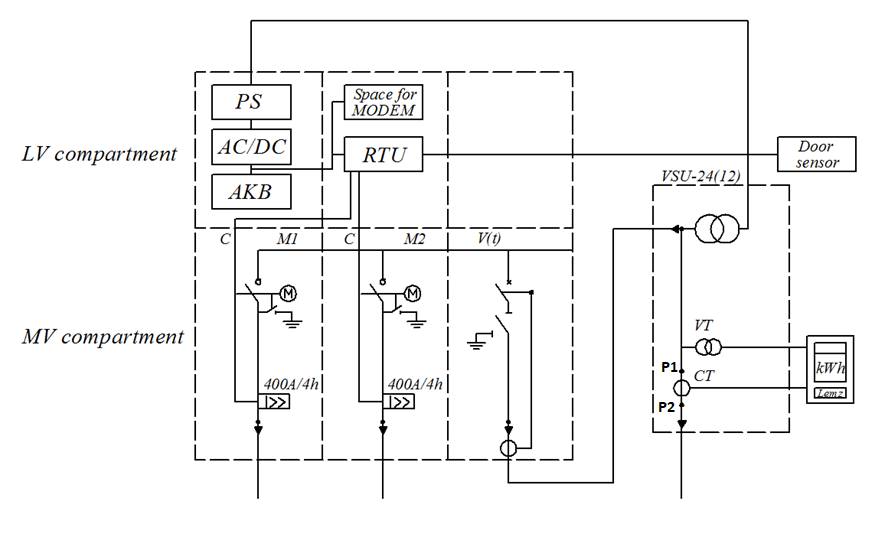 PS
Space for
MODEM
LV compartment
AC/DC
RTU
Door
sensor
AKB
VSU-24(12)
C
M1
C
M2
V(t)
M
M
MV compartment
VT
P1
kWh
CT
400A/4h
400A/4h
Lemz
P2